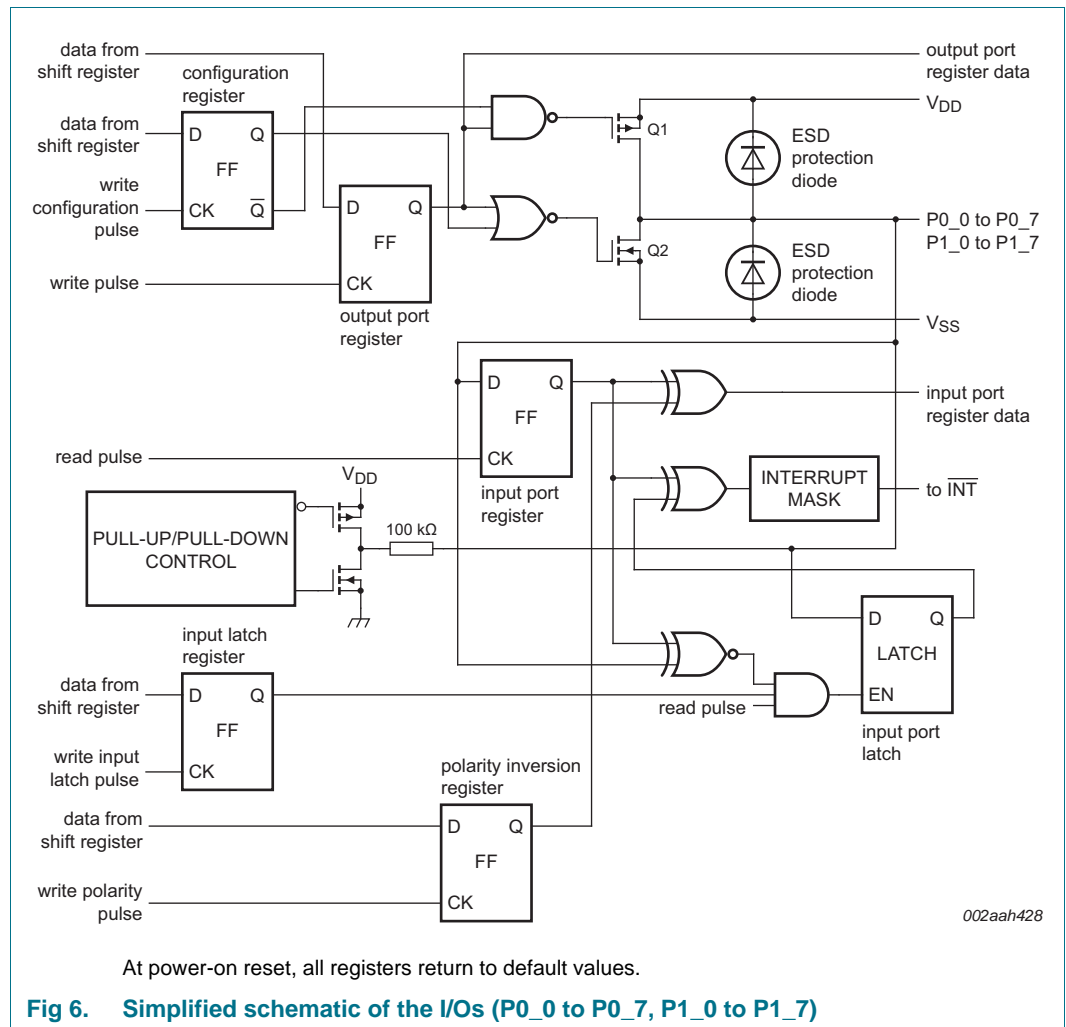 data from
shift register
configuration
register
output port
register data
VDD
data from
shift register
D
Q
FF
CK
Q
write
configuration
pulse
Q1
ESD
protection
diode
D
Q
FF
CK
P0_0 to P0_7
P1_0 to P1_7
Q2
ESD
protection
diode
write pulse
output port
register
VSS
D
Q
FF
CK
input port
register data
read pulse
input port
register
INTERRUPT
MASK
to INT
VDD
PULL-UP/PULL-DOWN
CONTROL
100 kΩ
D
Q
LATCH
EN
input port
latch
input latch
register
data from
shift register
D
Q
FF
CK
read pulse
write input
latch pulse
polarity inversion
register
data from
shift register
D
Q
FF
CK
write polarity
pulse
002aah428
At power-on reset, all registers return to default values.
Fig 6. Simplified schematic of the I/Os (P0_0 to P0_7, P1_0 to P1_7)